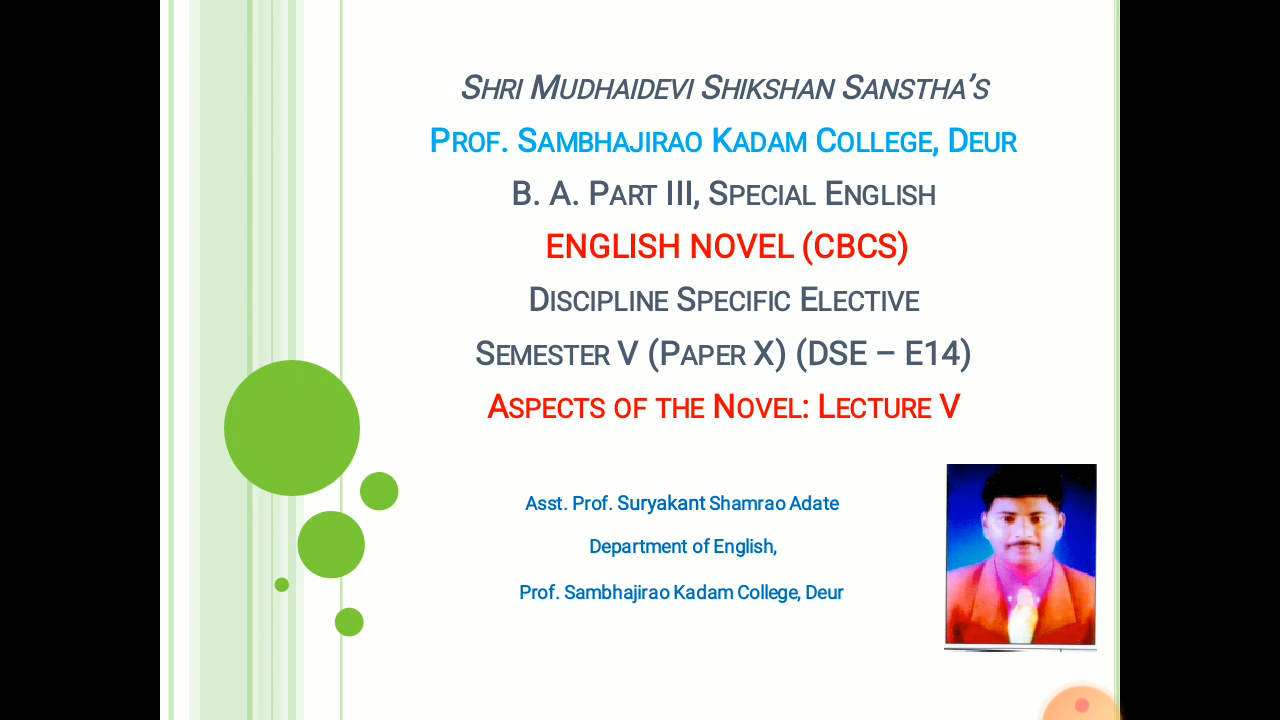 Shri Mudhaidevi Shikshan Sanstha’s
Prof. Sambhajirao Kadam College, Deur
B. A. Part III, Special English
ENGLISH NOVEL (CBCS)
Discipline Specific Elective
Semester V (Paper X) (DSE – E14)
Aspects of the Novel: Lecture V
Asst. Prof. Suryakant Shamrao Adate
Department of English,
Prof. Sambhajirao Kadam College, Deur